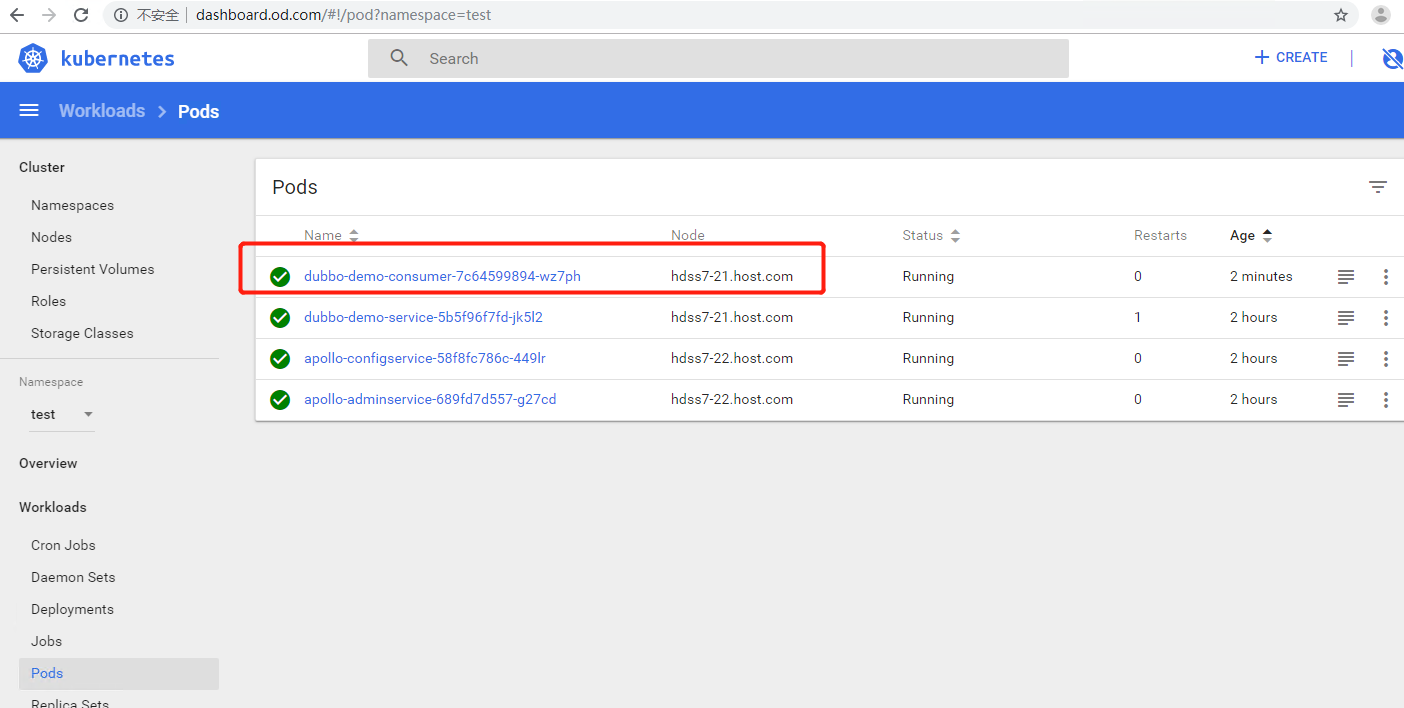 不安全 dashboard.od.com/#!/pod?namespace=test
kubernetes Search CREATE
Workloads Pods
Cluster
Namespaces
Nodes
Persistent Volumes
Roles
Storage Classes
Namespace
test
Overview
Workloads
Cron Jobs
Daemon Sets
Deployments
Jobs
Pods
Replica Sets
Pods
Name Node Status Restarts Age
dubbo-demo-consumer-7c64599894-wz7ph hdss7-21.host.com Running 0 2 minutes
dubbo-demo-service-5b5f96f7fd-jk5l2 hdss7-21.host.com Running 1 2 hours
apollo-configservice-58f8fc786c-449lr hdss7-22.host.com Running 0 2 hours
apollo-adminservice-689fd7d557-g27cd hdss7-22.host.com Running 0 2 hours